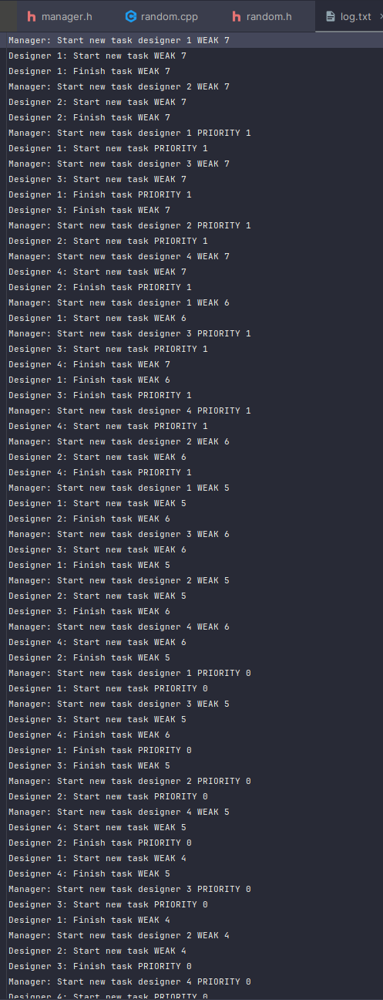 manager.h random.cpp random.h log.txt
Manager: Start new task designer 1 WEAK 7
Designer 1: Start new task WEAK 7
Designer 1: Finish task WEAK 7
Manager: Start new task designer 2 WEAK 7
Designer 2: Start new task WEAK 7
Designer 2: Finish task WEAK 7
Manager: Start new task designer 1 PRIORITY 1
Designer 1: Start new task PRIORITY 1
Manager: Start new task designer 3 WEAK 7
Designer 3: Start new task WEAK 7
Designer 1: Finish task PRIORITY 1
Designer 3: Finish task WEAK 7
Manager: Start new task designer 2 PRIORITY 1
Designer 2: Start new task PRIORITY 1
Manager: Start new task designer 4 WEAK 7
Designer 4: Start new task WEAK 7
Designer 2: Finish task PRIORITY 1
Manager: Start new task designer 1 WEAK 6
Designer 1: Start new task WEAK 6
Manager: Start new task designer 3 PRIORITY 1
Designer 3: Start new task PRIORITY 1
Designer 4: Finish task WEAK 7
Designer 1: Finish task WEAK 6
Designer 3: Finish task PRIORITY 1
Manager: Start new task designer 4 PRIORITY 1
Designer 4: Start new task PRIORITY 1
Manager: Start new task designer 2 WEAK 6
Designer 2: Start new task WEAK 6
Designer 4: Finish task PRIORITY 1
Manager: Start new task designer 1 WEAK 5
Designer 1: Start new task WEAK 5
Designer 2: Finish task WEAK 6
Manager: Start new task designer 3 WEAK 6
Designer 3: Start new task WEAK 6
Designer 1: Finish task WEAK 5
Manager: Start new task designer 2 WEAK 5
Designer 2: Start new task WEAK 5
Designer 3: Finish task WEAK 6
Manager: Start new task designer 4 WEAK 6
Designer 4: Start new task WEAK 6
Designer 2: Finish task WEAK 5
Manager: Start new task designer 1 PRIORITY 0
Designer 1: Start new task PRIORITY 0
Manager: Start new task designer 3 WEAK 5
Designer 3: Start new task WEAK 5
Designer 4: Finish task WEAK 6
Designer 1: Finish task PRIORITY 0
Designer 3: Finish task WEAK 5
Manager: Start new task designer 2 PRIORITY 0
Designer 2: Start new task PRIORITY 0
Manager: Start new task designer 4 WEAK 5
Designer 4: Start new task WEAK 5
Designer 2: Finish task PRIORITY 0
Designer 1: Start new task WEAK 4
Designer 4: Finish task WEAK 5
Manager: Start new task designer 3 PRIORITY 0
Designer 3: Start new task PRIORITY 0
Designer 1: Finish task WEAK 4
Manager: Start new task designer 2 WEAK 4
Designer 2: Start new task WEAK 4
Designer 3: Finish task PRIORITY 0
Manager: Start new task designer 4 PRIORITY 0
Designer 4: Start new task PRIORITY 0